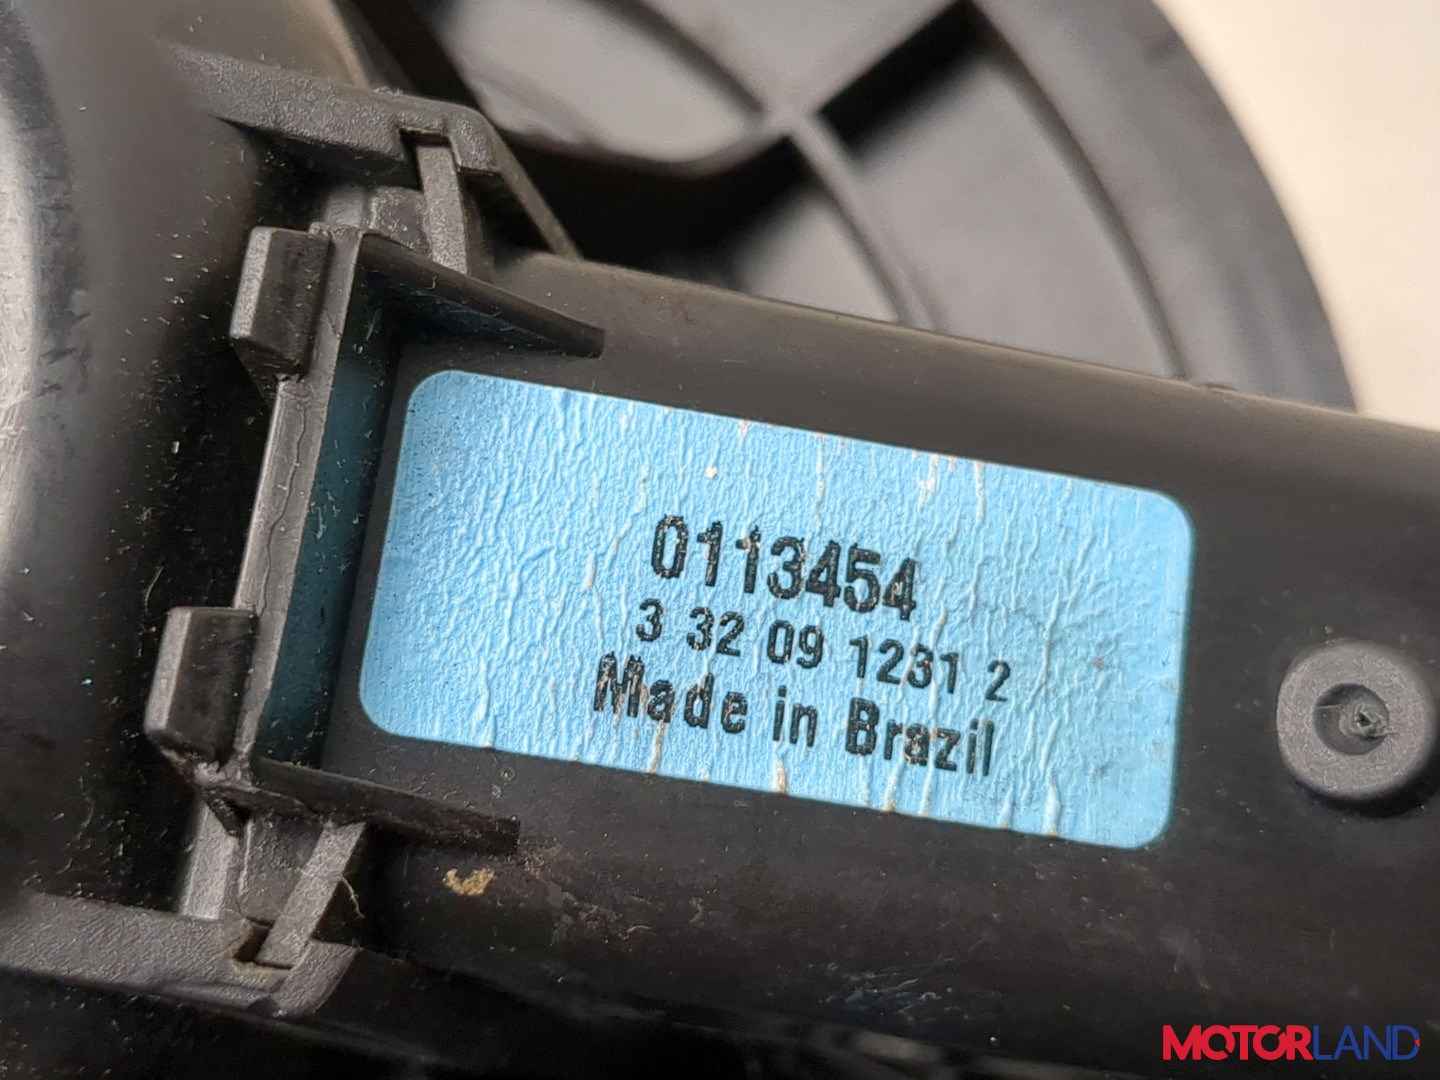 0113454
3 32 09 1231 2
Made in Brazil
MOTORLAND